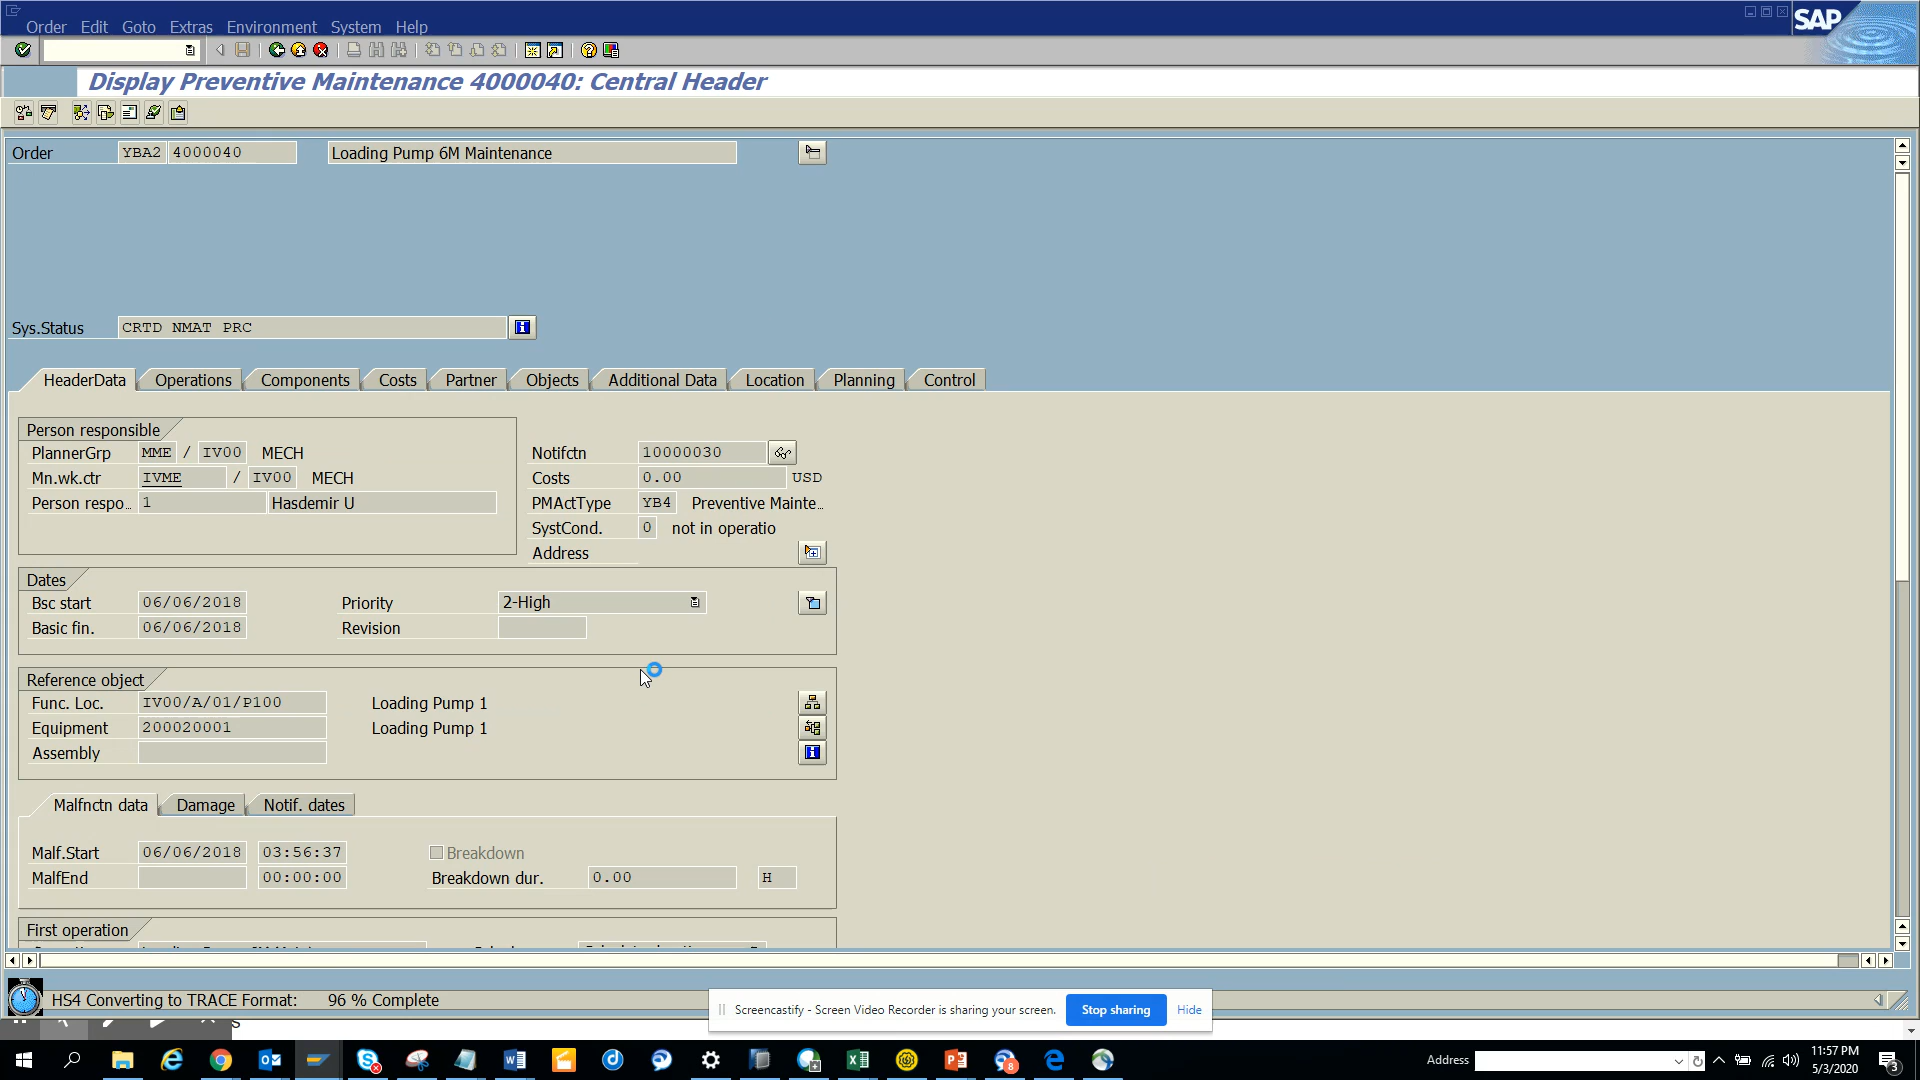 Order Edit Goto Extras Environment System Help
SAP
Display Preventive Maintenance 4000040: Central Header
Order YBA2 4000040 Loading Pump 6M Maintenance
Sys.Status CRTD NMAT PRC
HeaderData Operations Components Costs Partner Objects Additional Data Location Planning Control
Person responsible
PlannerGrp MME / IV00 MECH
Mn.wk.ctr IVME / IV00 MECH
Person respo.. 1 Hasdemir U
Notifctn 10000030
Costs 0.00 USD
PMActType YB4 Preventive Mainte..
SystCond. 0 not in operatio
Address
Dates
Bsc start 06/06/2018 Priority 2-High
Basic fin. 06/06/2018 Revision
Reference object
Func. Loc. IV00/A/01/P100 Loading Pump 1
Equipment 200020001 Loading Pump 1
Assembly
Malfnctn data Damage Notif. dates
Malf.Start 06/06/2018 03:56:37 Breakdown
MalfEnd 00:00:00 Breakdown dur. 0.00 H
First operation
HS4 Converting to TRACE Format: 96 % Complete
Screencastify - Screen Video Recorder is sharing your screen. Stop sharing Hide
Address
11:57 PM
5/3/2020